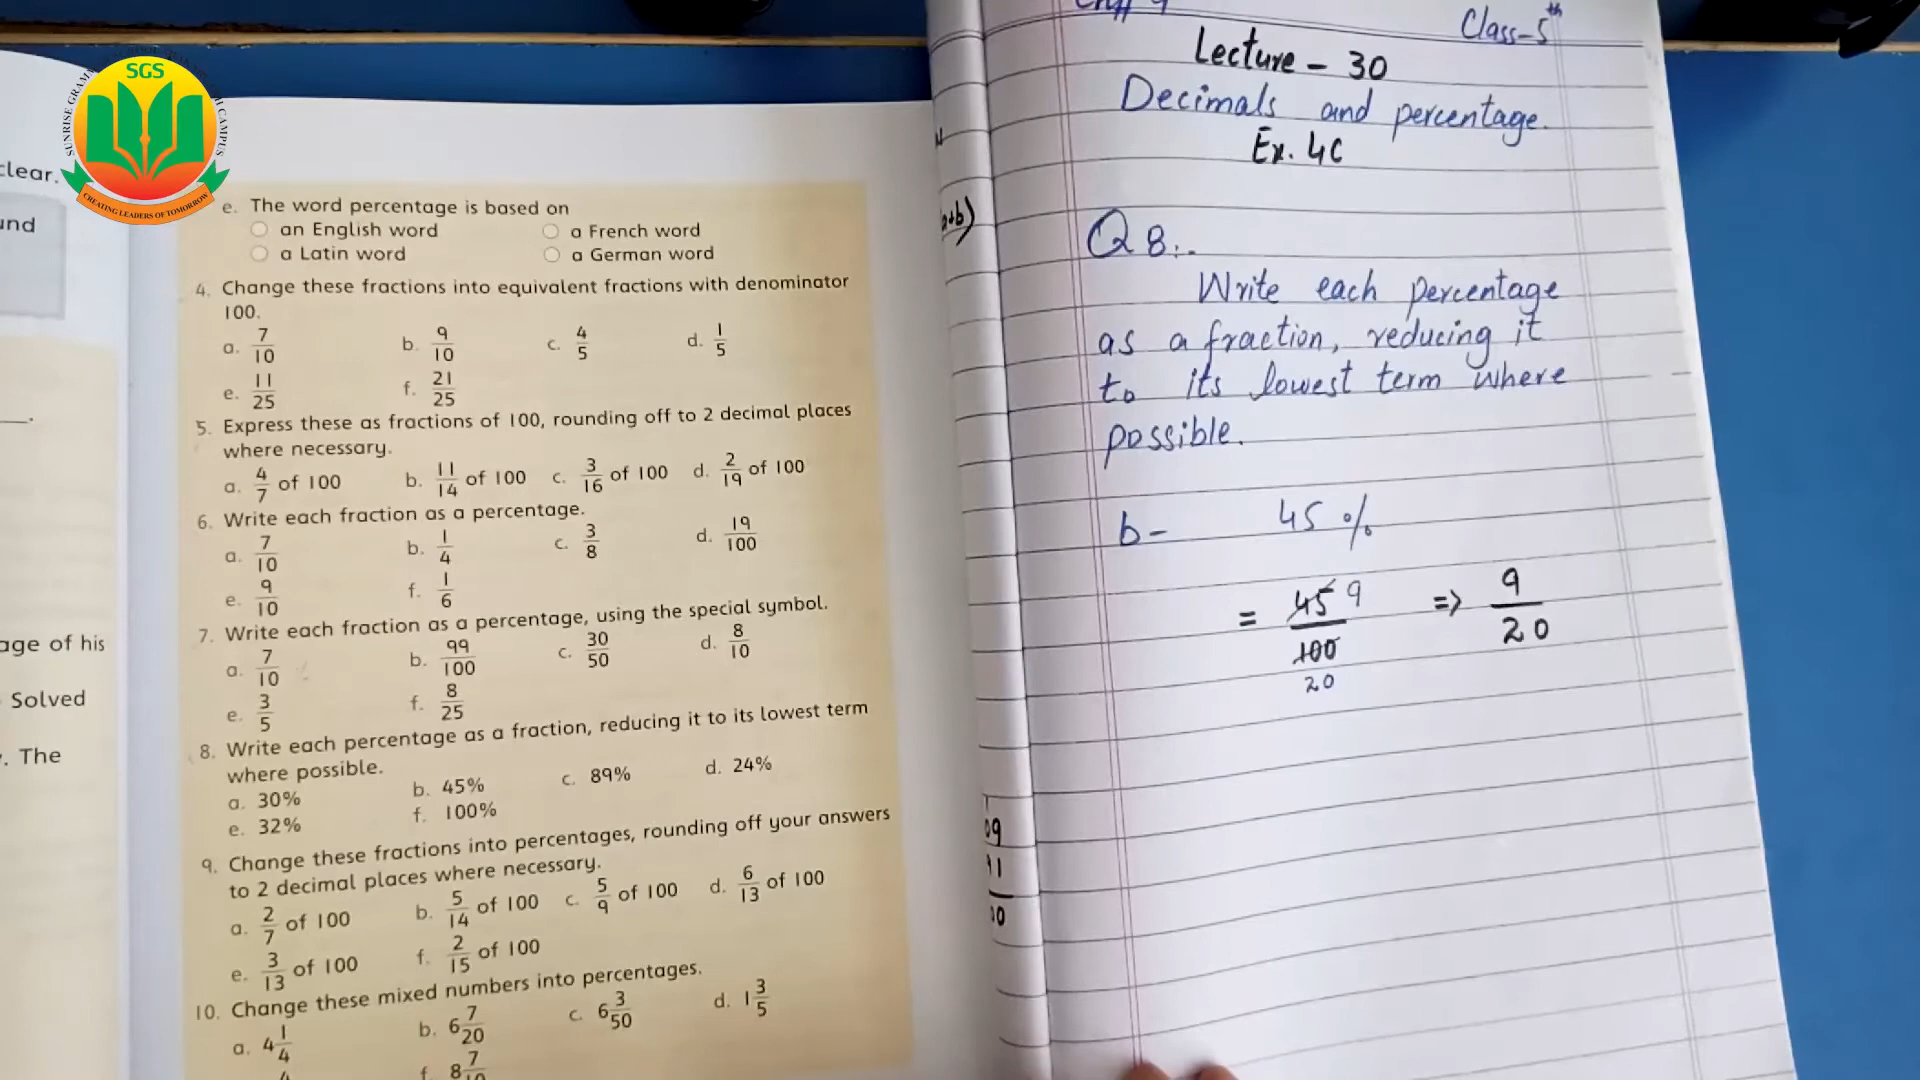 SGS
CREATING LEADERS OF TOMORROW
clear.
und
age of his
Solved
. The
e. The word percentage is based on
an English word a French word
a Latin word a German word
4. Change these fractions into equivalent fractions with denominator
100.
a. 7/10 b. 9/10 c. 4/5 d. 1/5
e. 11/25 f. 21/25
5. Express these as fractions of 100, rounding off to 2 decimal places
where necessary.
a. 4/7 of 100 b. 11/14 of 100 c. 3/16 of 100 d. 2/19 of 100
6. Write each fraction as a percentage.
a. 7/10 b. 1/4 c. 3/8 d. 19/100
e. 9/10 f. 1/6
7. Write each fraction as a percentage, using the special symbol.
a. 7/10 b. 99/100 c. 30/50 d. 8/10
e. 3/5 f. 8/25
8. Write each percentage as a fraction, reducing it to its lowest term
where possible.
a. 30% b. 45% c. 89% d. 24%
e. 32% f. 100%
9. Change these fractions into percentages, rounding off your answers
to 2 decimal places where necessary.
a. 2/7 of 100 b. 5/14 of 100 c. 5/9 of 100 d. 6/13 of 100
e. 3/13 of 100 f. 2/15 of 100
10. Change these mixed numbers into percentages.
a. 4 1/4 b. 6 7/20 c. 6 3/50 d. 1 3/5
a+b)
09
91
00
Class-5th
Lecture - 30
Decimals and percentage.
Ex. 4C
Q 8:-
Write each percentage
as a fraction, reducing it
to its lowest term where
possible.
b- 45 %
= 45 9 => 9
100 20
20